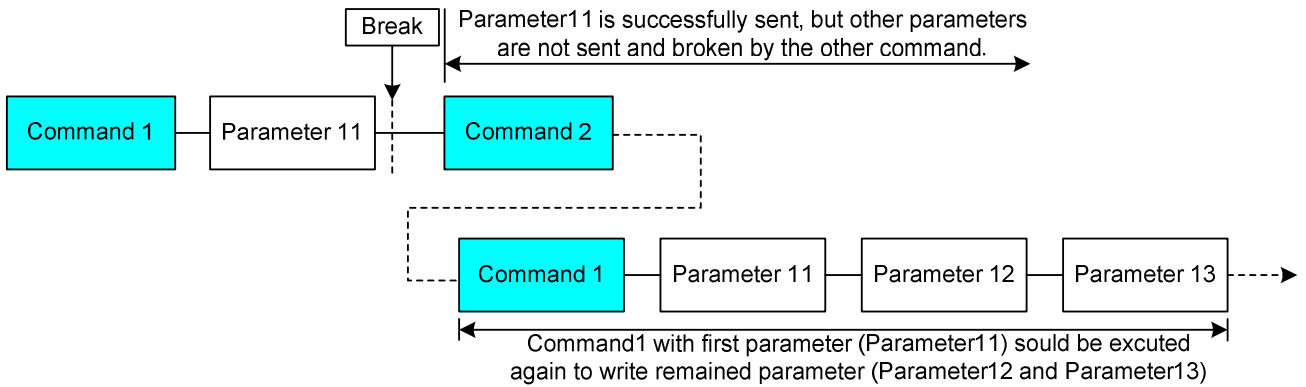 Break
Parameter11 is successfully sent, but other parameters
are not sent and broken by the other command.
Command 1
Parameter 11
Command 2
Command 1
Parameter 11
Parameter 12
Parameter 13
Command1 with first parameter (Parameter11) sould be excuted
again to write remained parameter (Parameter12 and Parameter13)